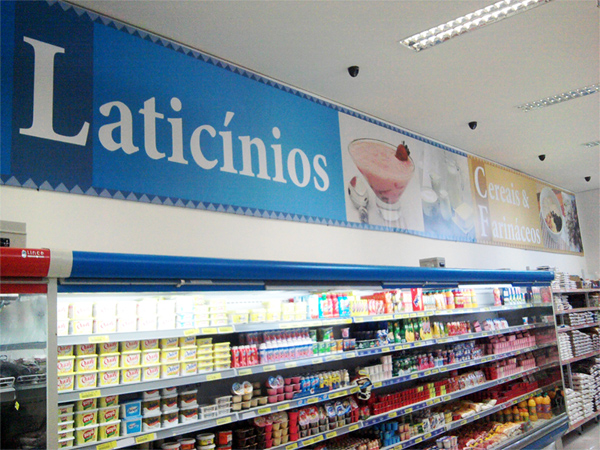 Laticínios
Cereais &
Farináceos